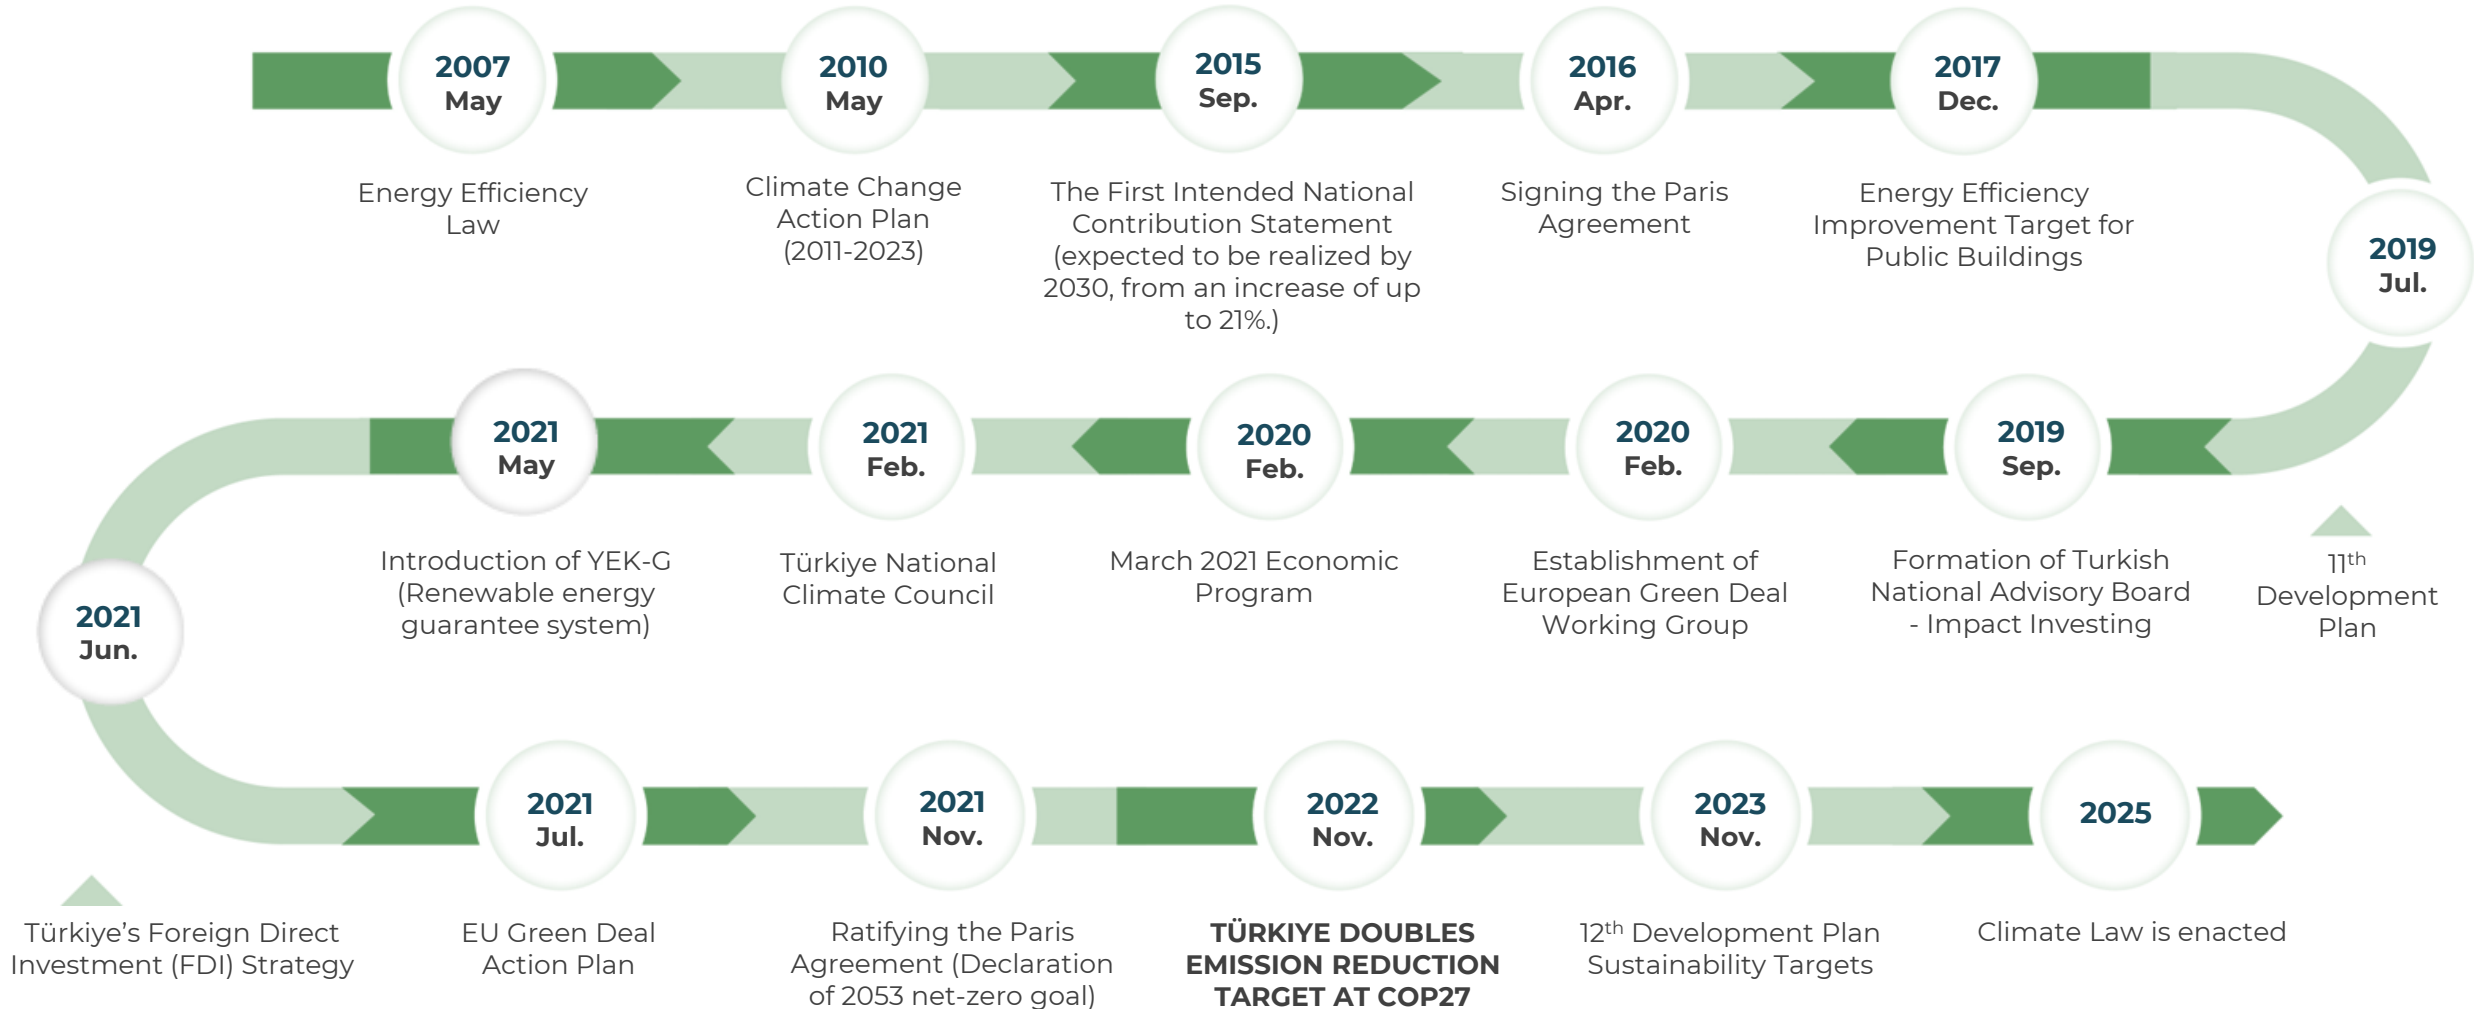 2007
May
Energy Efficiency
Law
2010
May
Climate Change
Action Plan
(2011-2023)
2015
Sep.
The First Intended National
Contribution Statement
(expected to be realized by
2030, from an increase of up
to 21%.)
2016
Apr.
Signing the Paris
Agreement
2017
Dec.
Energy Efficiency
Improvement Target for
Public Buildings
2019
Jul.
11th
Development
Plan
2019
Sep.
Formation of Turkish
National Advisory Board
- Impact Investing
2020
Feb.
Establishment of
European Green Deal
Working Group
2020
Feb.
March 2021 Economic
Program
2021
Feb.
Türkiye National
Climate Council
2021
May
Introduction of YEK-G
(Renewable energy
guarantee system)
2021
Jun.
Türkiye’s Foreign Direct
Investment (FDI) Strategy
2021
Jul.
EU Green Deal
Action Plan
2021
Nov.
Ratifying the Paris
Agreement (Declaration
of 2053 net-zero goal)
2022
Nov.
TÜRKIYE DOUBLES
EMISSION REDUCTION
TARGET AT COP27
2023
Nov.
12th Development Plan
Sustainability Targets
2025
Climate Law is enacted